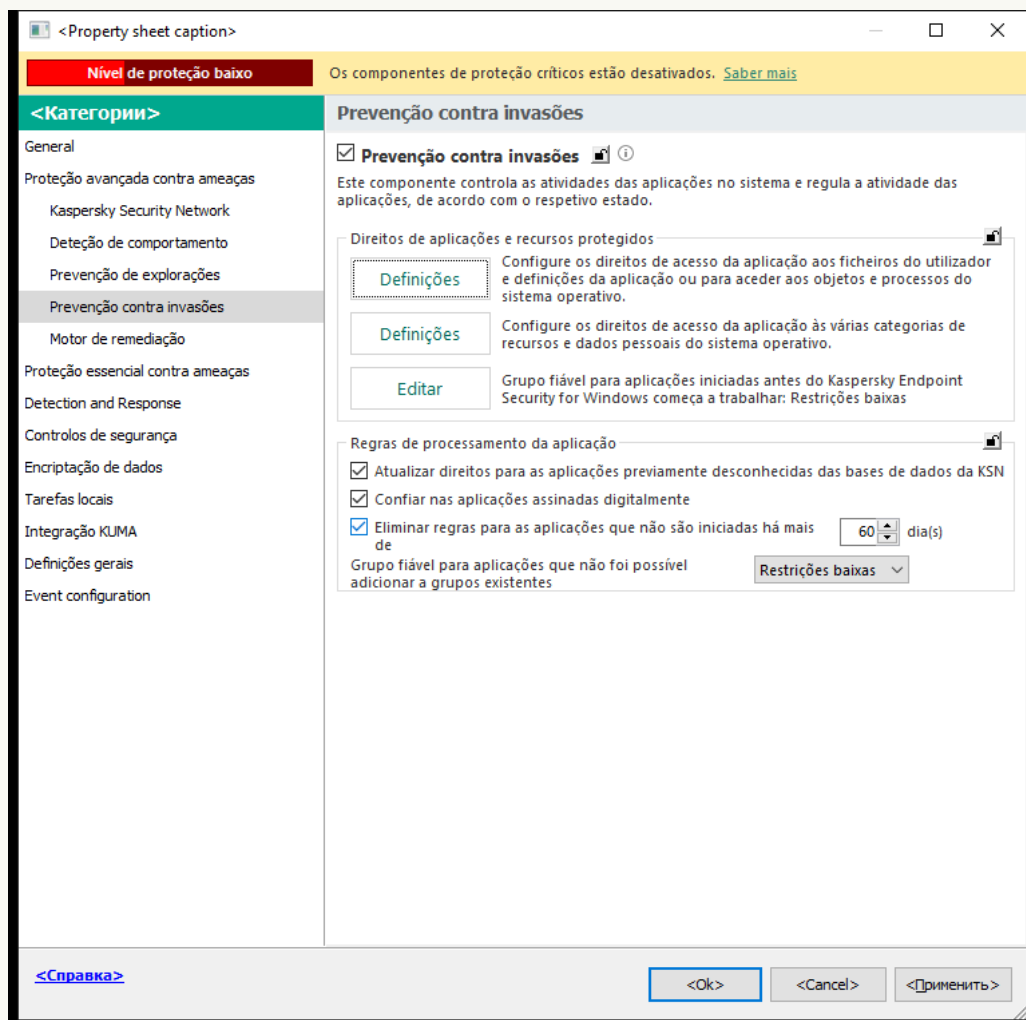 <Property sheet caption>
Nível de proteção baixo
Os componentes de proteção críticos estão desativados. Saber mais
<Категории>
General
Proteção avançada contra ameaças
Kaspersky Security Network
Deteção de comportamento
Prevenção de explorações
Prevenção contra invasões
Motor de remediação
Proteção essencial contra ameaças
Detection and Response
Controlos de segurança
Encriptação de dados
Tarefas locais
Integração KUMA
Definições gerais
Event configuration
Prevenção contra invasões
Prevenção contra invasões
Este componente controla as atividades das aplicações no sistema e regula a atividade das
aplicações, de acordo com o respetivo estado.
Direitos de aplicações e recursos protegidos
Definições
Configure os direitos de acesso da aplicação aos ficheiros do utilizador
e definições da aplicação ou para aceder aos objetos e processos do
sistema operativo.
Definições
Configure os direitos de acesso da aplicação às várias categorias de
recursos e dados pessoais do sistema operativo.
Editar
Grupo fiável para aplicações iniciadas antes do Kaspersky Endpoint
Security for Windows começa a trabalhar: Restrições baixas
Regras de processamento da aplicação
Atualizar direitos para as aplicações previamente desconhecidas das bases de dados da KSN
Confiar nas aplicações assinadas digitalmente
Eliminar regras para as aplicações que não são iniciadas há mais
de
60 dia(s)
Grupo fiável para aplicações que não foi possível
adicionar a grupos existentes
Restrições baixas
<Справка>
<Ok>
<Cancel>
<Применить>